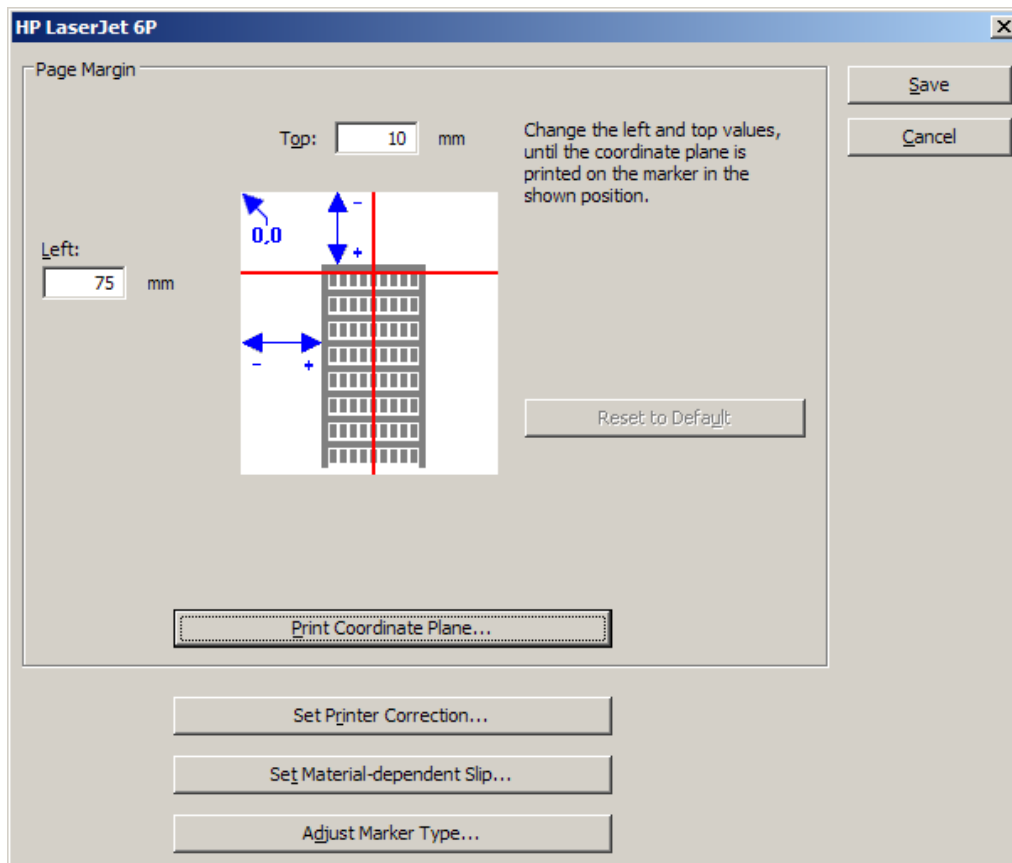 HP LaserJet 6P
Page Margin
Save
Top: 10 mm
Change the left and top values,
until the coordinate plane is
printed on the marker in the
shown position.
Cancel
0,0
-
+
Left:
75 mm
- +
Reset to Default
Print Coordinate Plane...
Set Printer Correction...
Set Material-dependent Slip...
Adjust Marker Type...